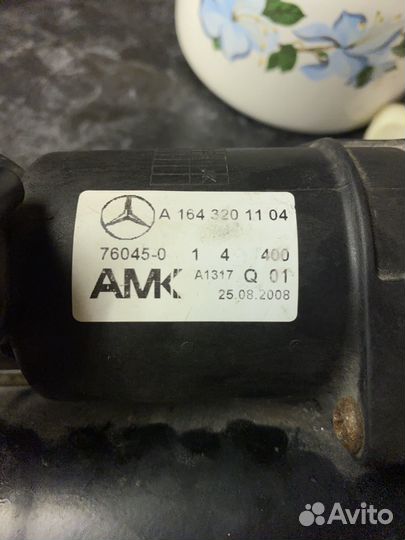 A 164 320 11 04
76045-0 1 4 400
AMK A1317 Q 01
25.08.2008
Avito